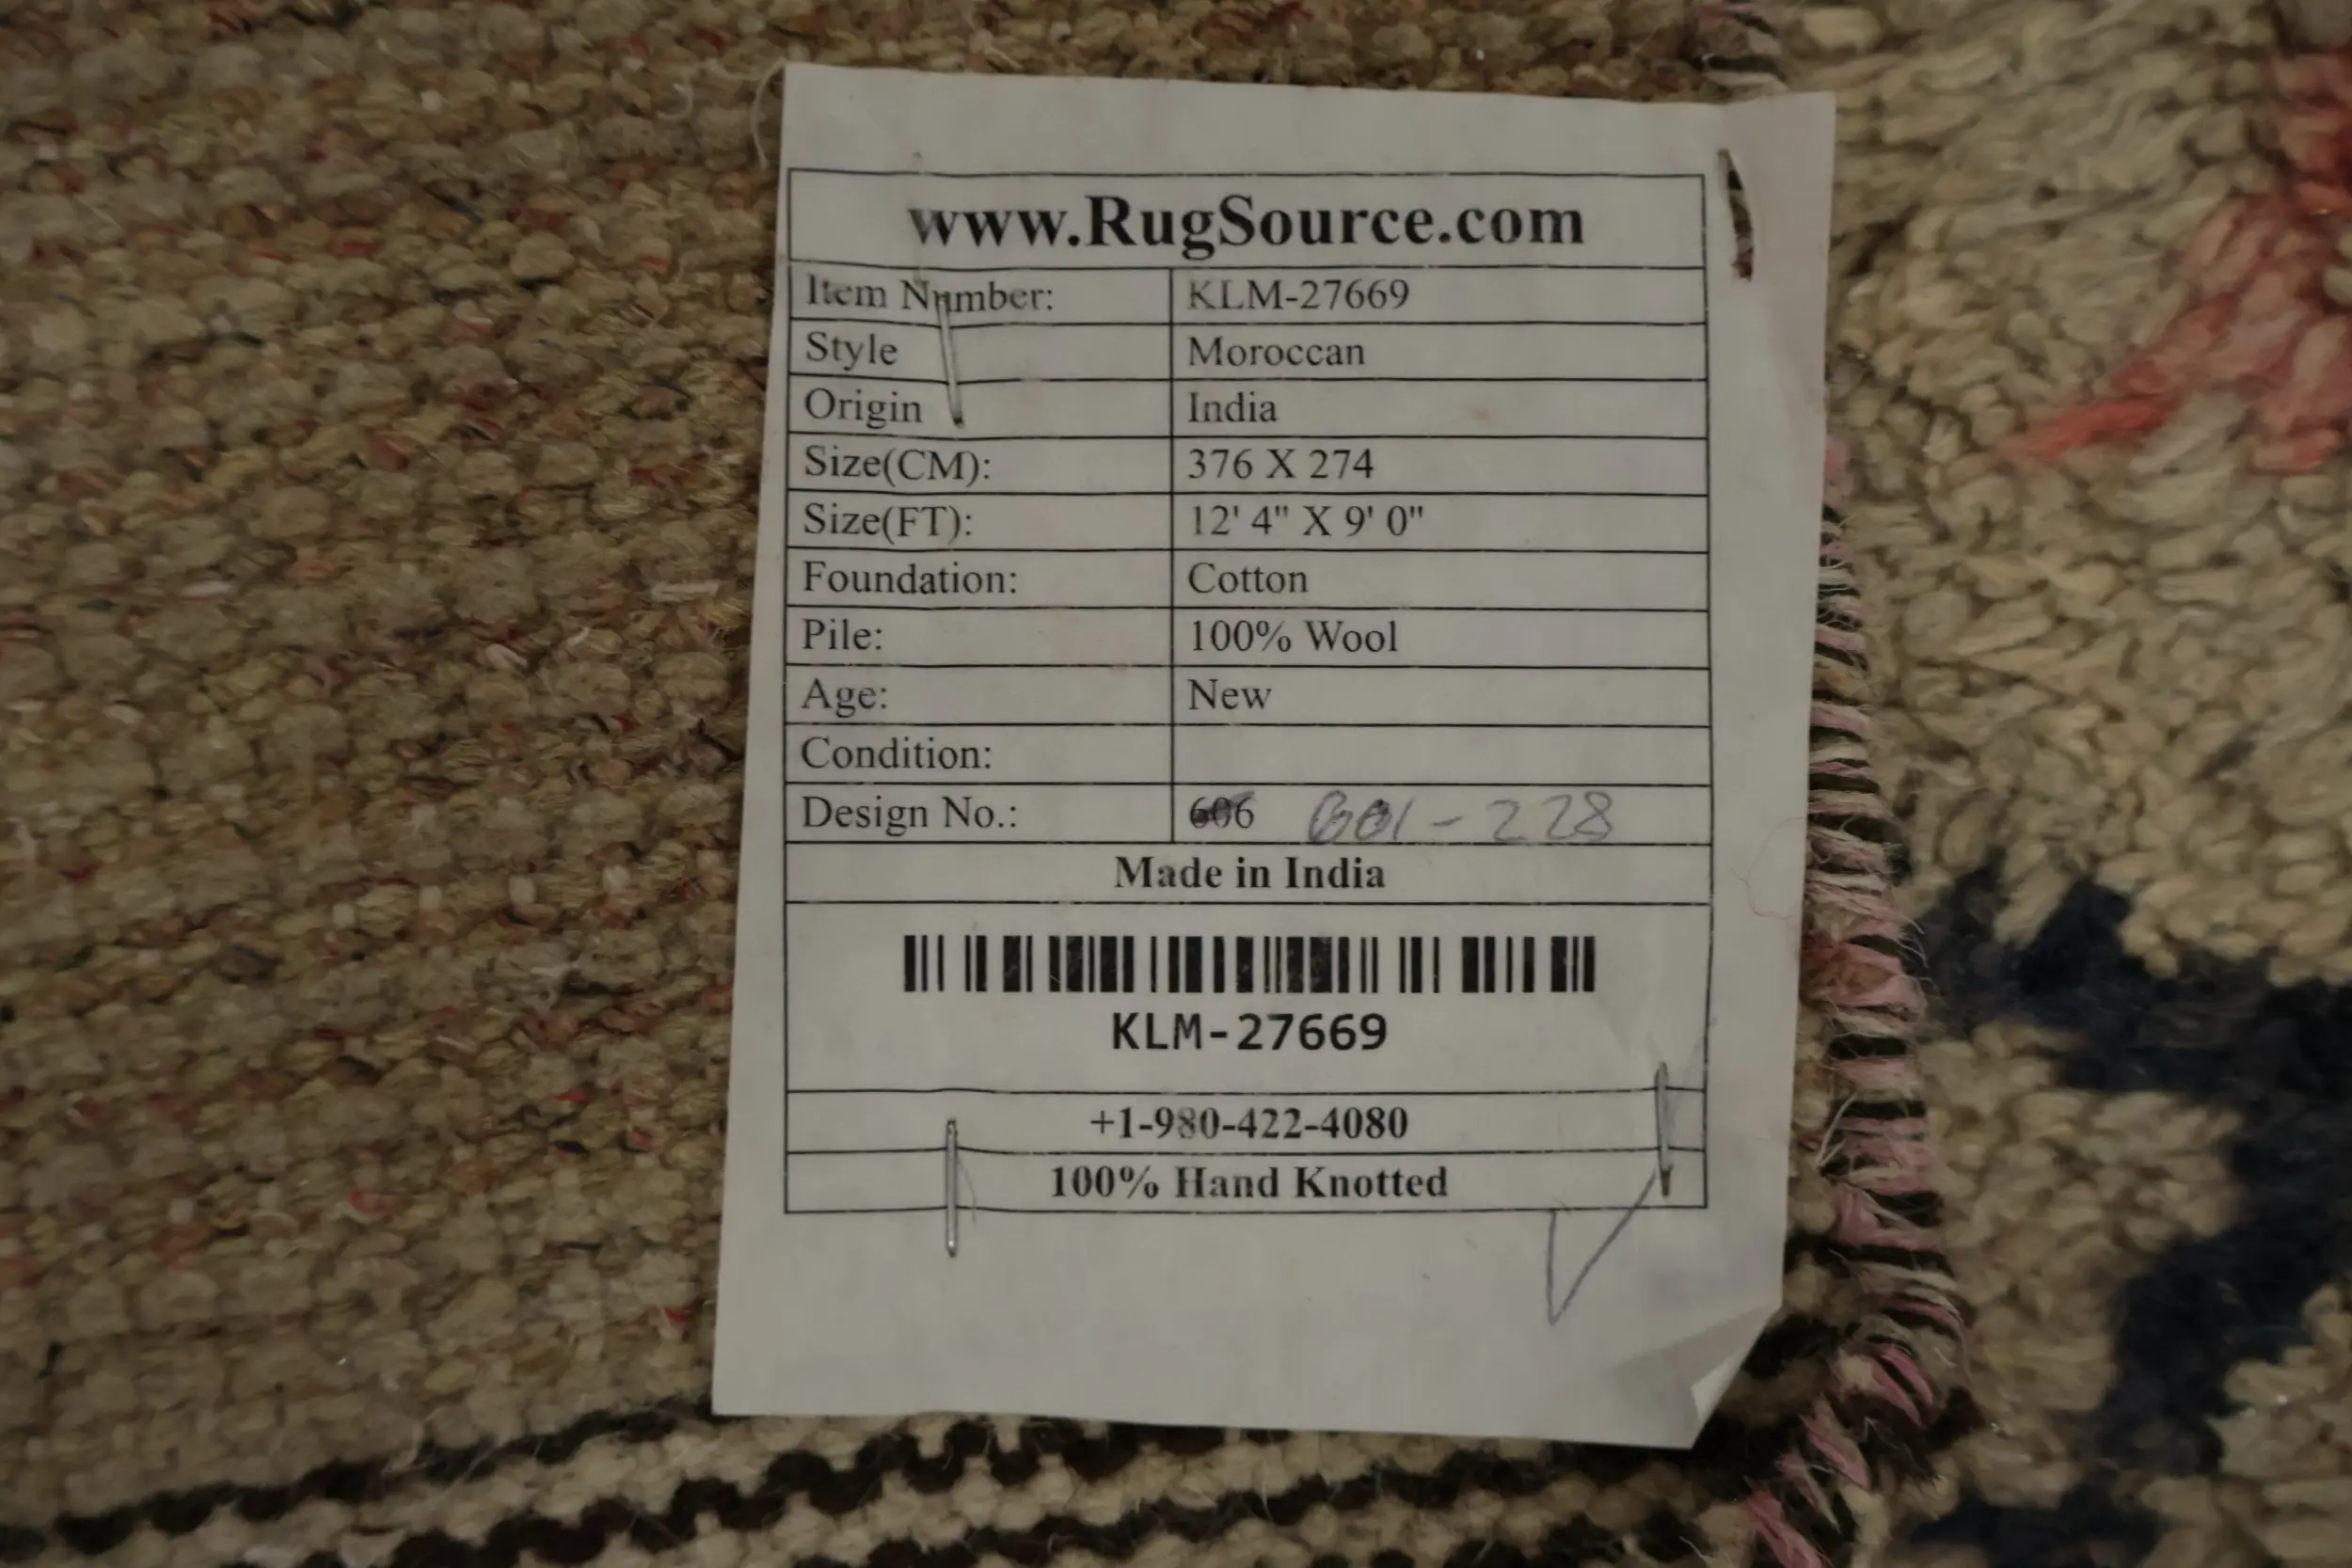 www.RugSource.com
Item Number: KLM-27669
Style Moroccan
Origin India
Size(CM): 376 X 274
Size(FT): 12' 4" X 9' 0"
Foundation: Cotton
Pile: 100% Wool
Age: New
Condition:
Design No.: 606 601-228
Made in India
KLM-27669
+1-980-422-4080
100% Hand Knotted